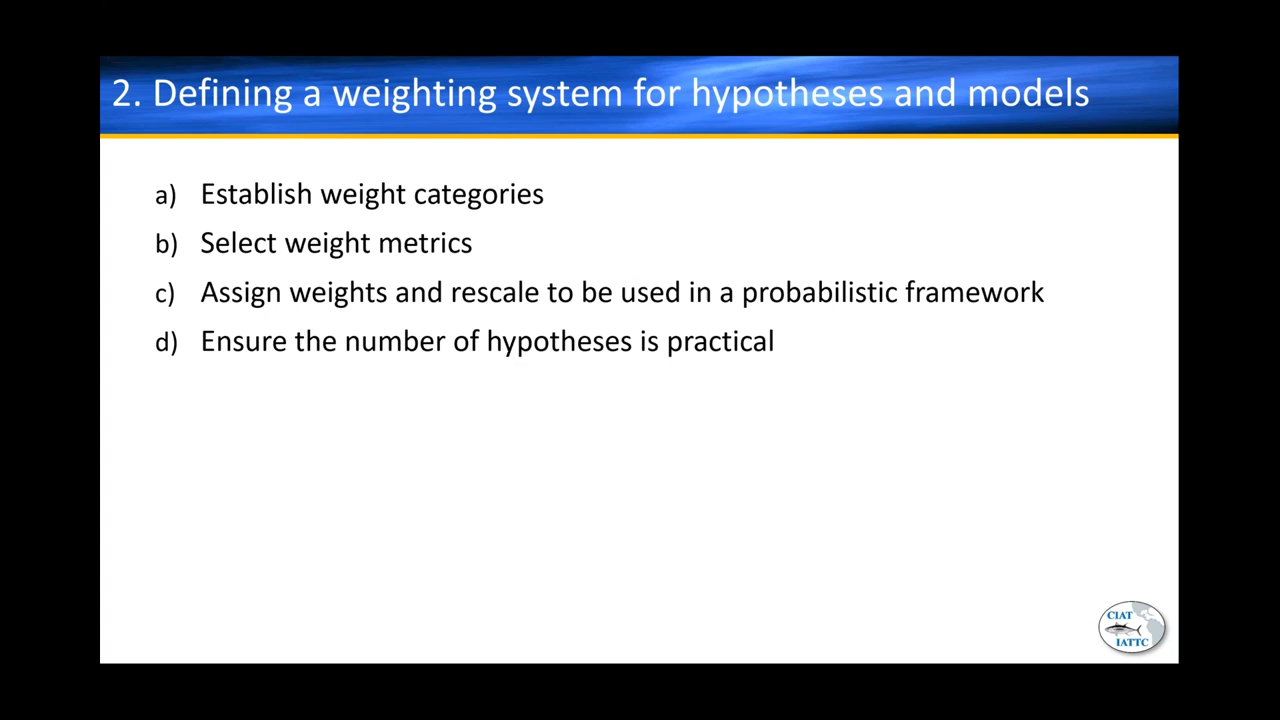 2. Defining a weighting system for hypotheses and models
a) Establish weight categories
b) Select weight metrics
c) Assign weights and rescale to be used in a probabilistic framework
d) Ensure the number of hypotheses is practical
CIAT
IATTC